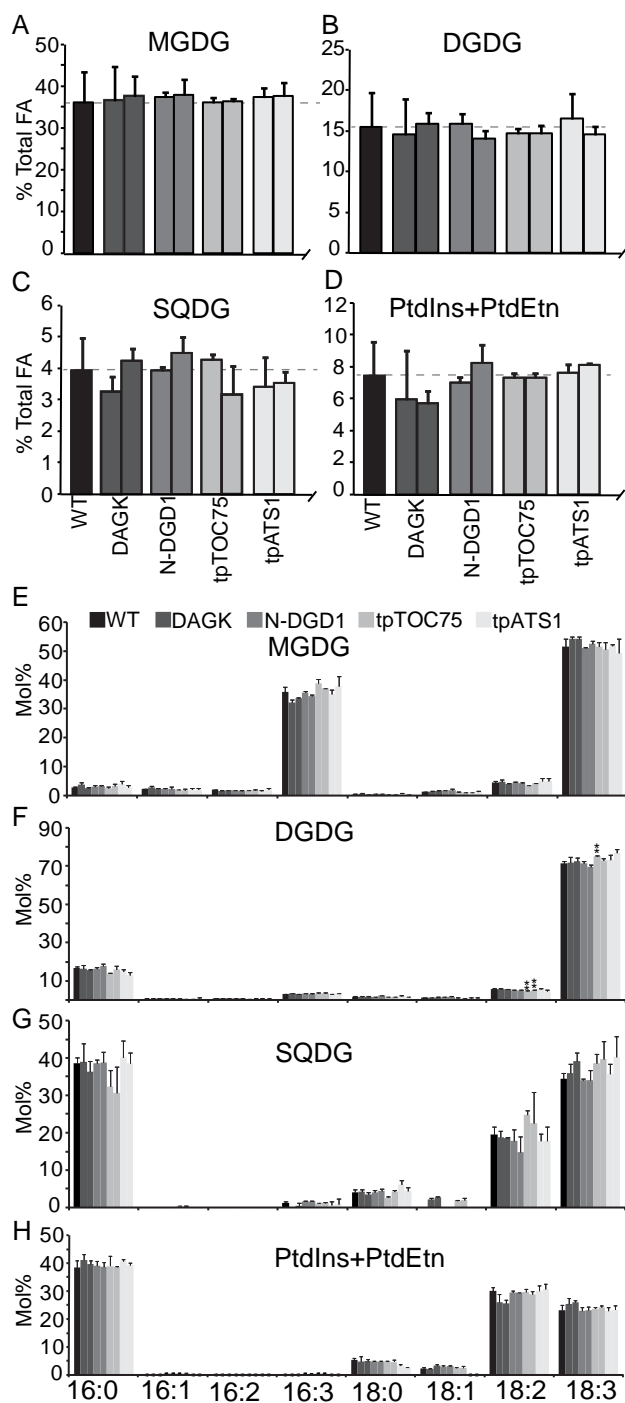 A
MGDG
% Total FA
50
40
30
20
10
0
B
DGDG
25
20
15
10
5
0
C
SQDG
% Total FA
6
5
4
3
2
1
0
WT
DAGK
N-DGD1
tpTOC75
tpATS1
D
PtdIns+PtdEtn
12
10
8
6
4
2
0
WT
DAGK
N-DGD1
tpTOC75
tpATS1
E
WT DAGK N-DGD1 tpTOC75 tpATS1
MGDG
Mol%
60
50
40
30
20
10
0
F
DGDG
Mol%
90
70
50
30
10
** ** **
G
SQDG
Mol%
50
40
30
20
10
0
H
PtdIns+PtdEtn
Mol%
50
40
30
20
10
0
16:0 16:1 16:2 16:3 18:0 18:1 18:2 18:3